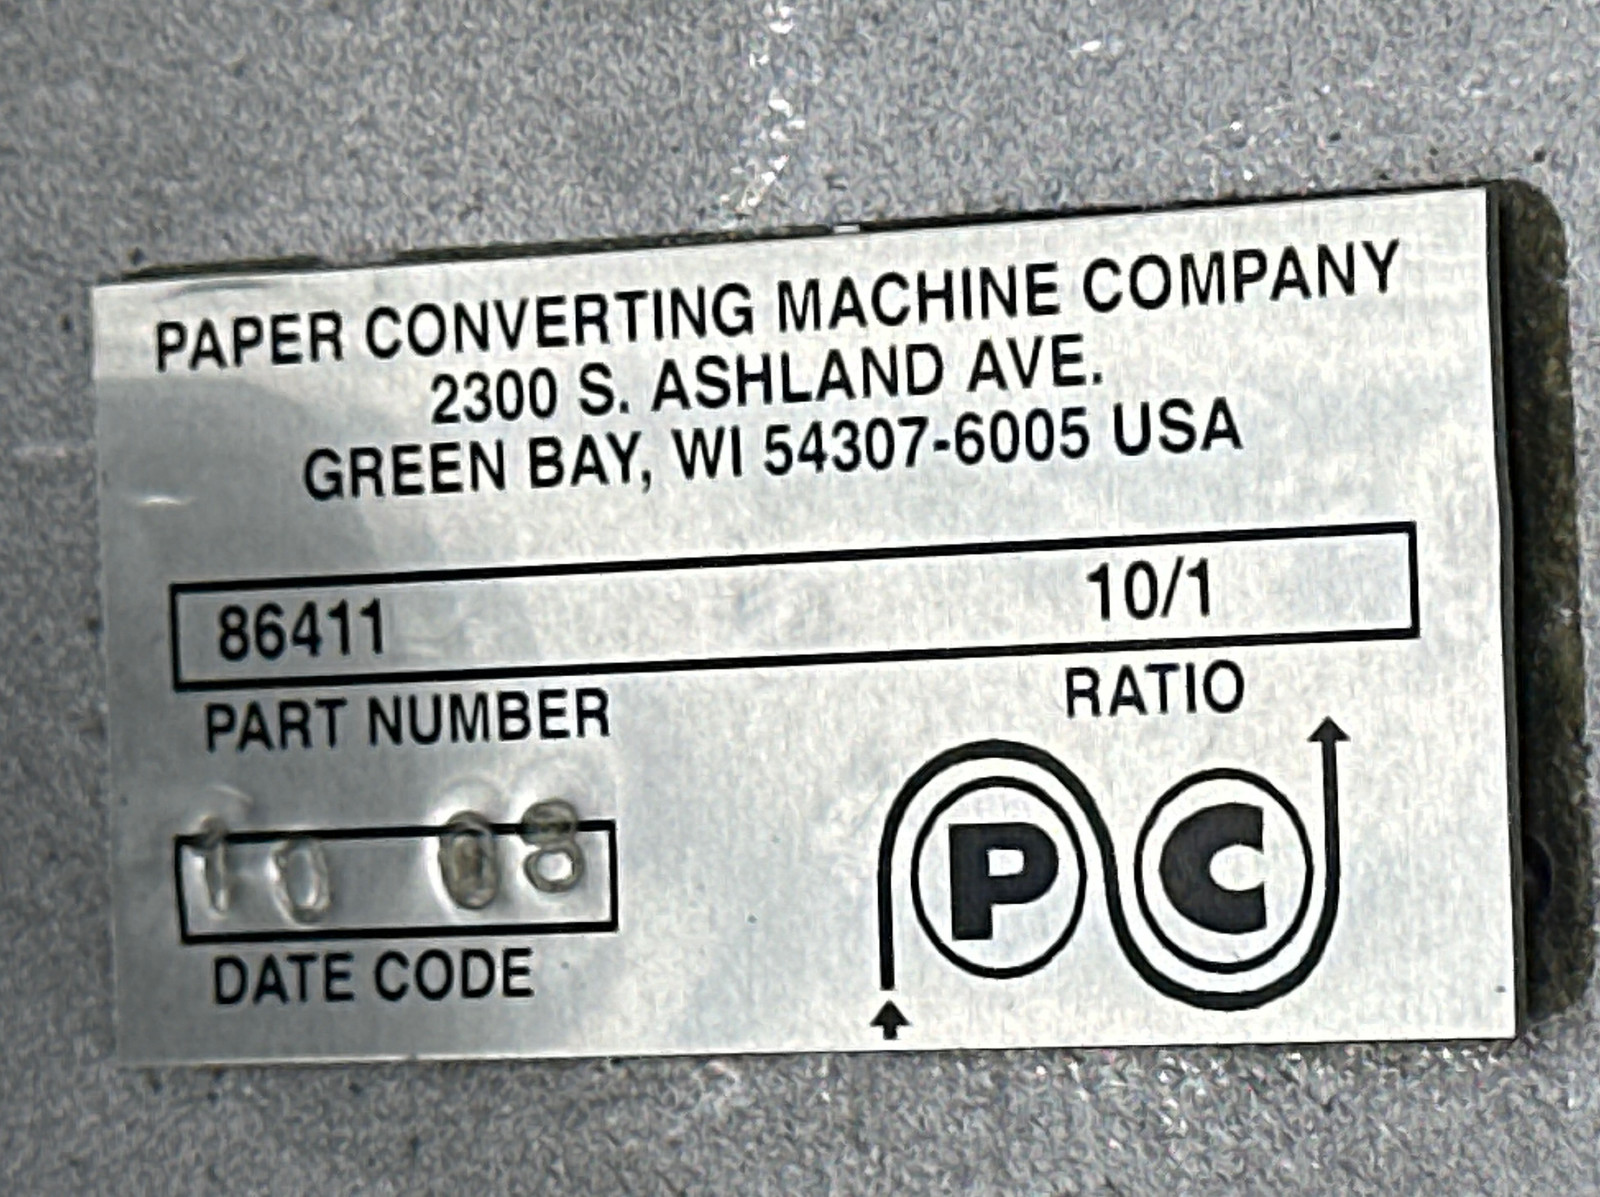 PAPER CONVERTING MACHINE COMPANY
2300 S. ASHLAND AVE.
GREEN BAY, WI 54307-6005 USA
86411 10/1
PART NUMBER RATIO
10 08
DATE CODE
PC